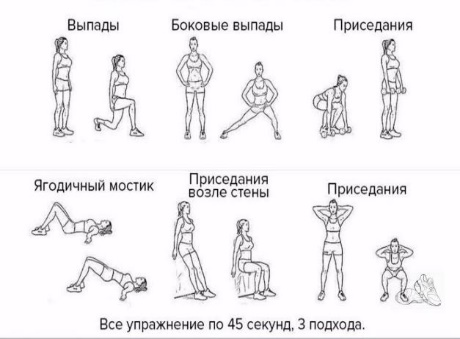 Выпады
Боковые выпады
Приседания
Ягодичный мостик
Приседания
возле стены
Приседания
Все упражнение по 45 секунд, 3 подхода.